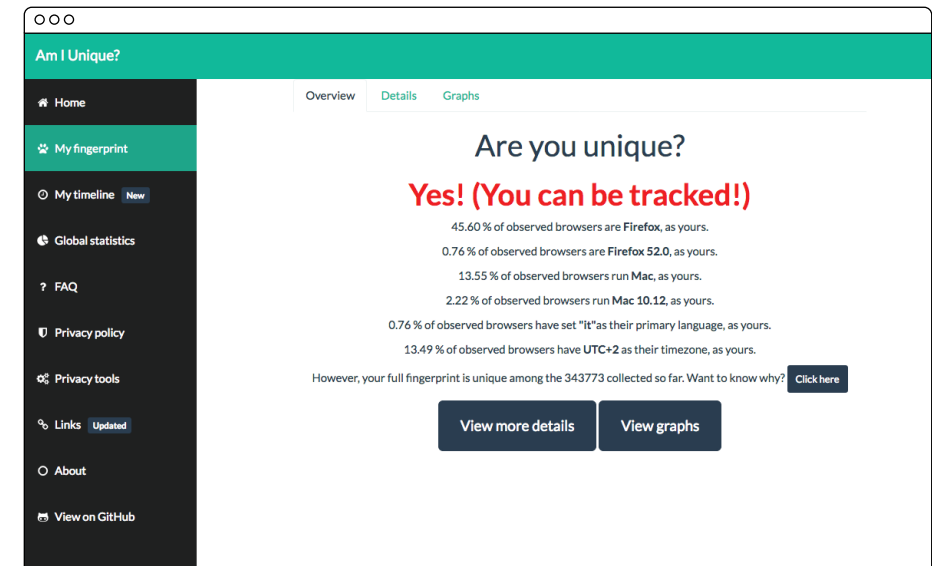 Am I Unique?
Home
My fingerprint
My timeline New
Global statistics
? FAQ
Privacy policy
Privacy tools
Links Updated
About
View on GitHub
Overview Details Graphs
Are you unique?
Yes! (You can be tracked!)
45.60 % of observed browsers are Firefox, as yours.
0.76 % of observed browsers are Firefox 52.0, as yours.
13.55 % of observed browsers run Mac, as yours.
2.22 % of observed browsers run Mac 10.12, as yours.
0.76 % of observed browsers have set "it"as their primary language, as yours.
13.49 % of observed browsers have UTC+2 as their timezone, as yours.
However, your full fingerprint is unique among the 343773 collected so far. Want to know why? Click here
View more details View graphs